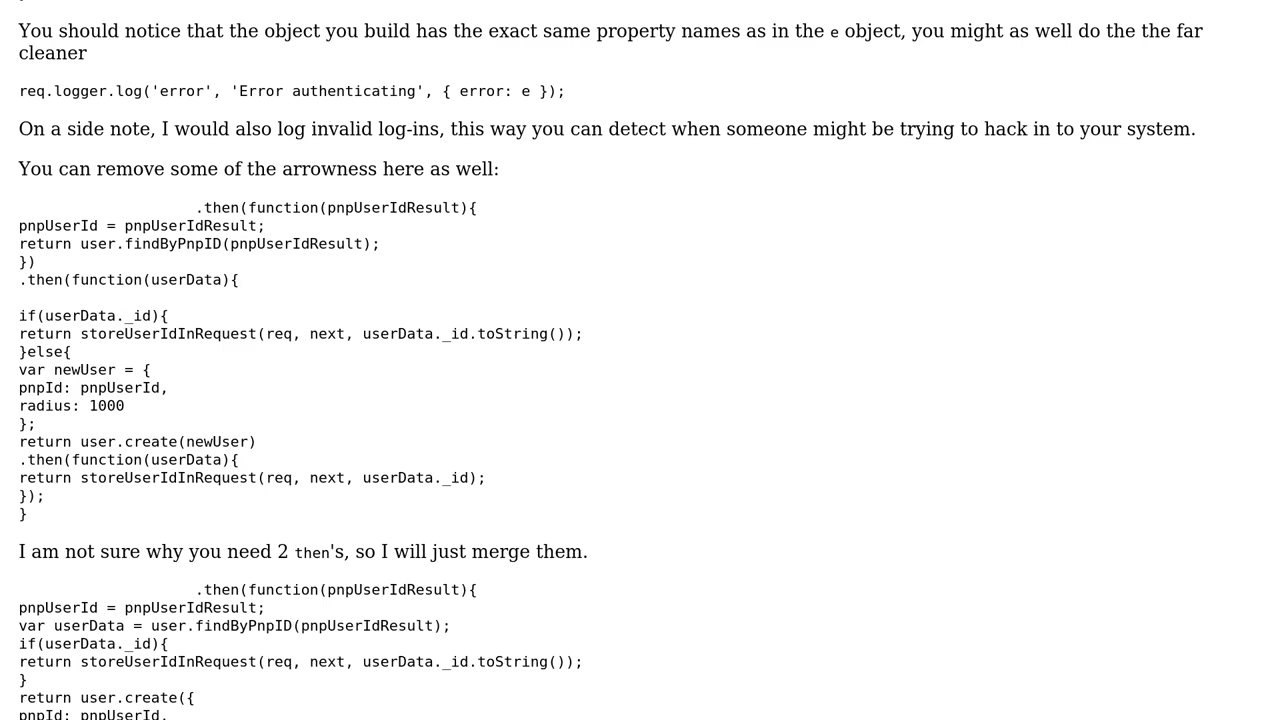 You should notice that the object you build has the exact same property names as in the e object, you might as well do the the far
cleaner
req.logger.log('error', 'Error authenticating', { error: e });
On a side note, I would also log invalid log-ins, this way you can detect when someone might be trying to hack in to your system.
You can remove some of the arrowness here as well:
.then(function(pnpUserIdResult){
pnpUserId = pnpUserIdResult;
return user.findByPnpID(pnpUserIdResult);
})
.then(function(userData){
if(userData._id){
return storeUserIdInRequest(req, next, userData._id.toString());
}else{
var newUser = {
pnpId: pnpUserId,
radius: 1000
};
return user.create(newUser)
.then(function(userData){
return storeUserIdInRequest(req, next, userData._id);
});
}
I am not sure why you need 2 then's, so I will just merge them.
.then(function(pnpUserIdResult){
pnpUserId = pnpUserIdResult;
var userData = user.findByPnpID(pnpUserIdResult);
if(userData._id){
return storeUserIdInRequest(req, next, userData._id.toString());
}
return user.create({
pnpId: pnpUserId,